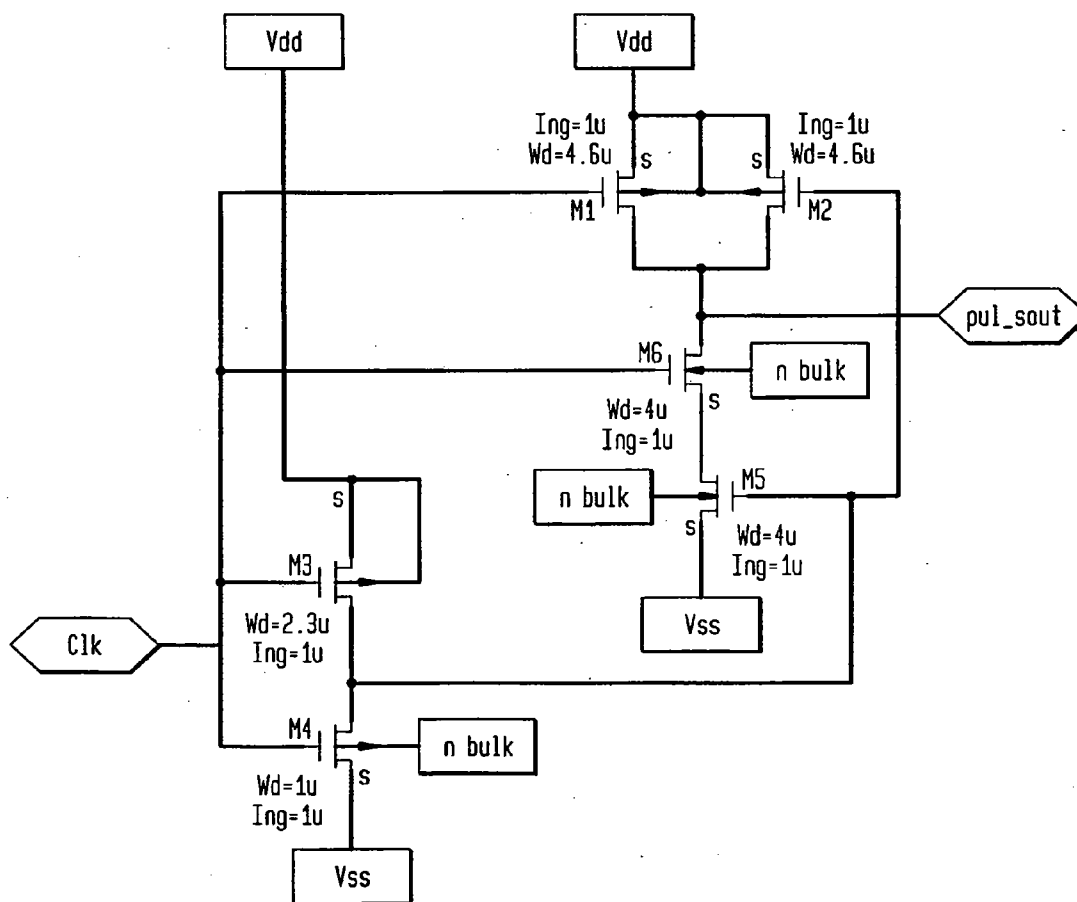 Vdd
Vdd
Ing=1u
Wd=4.6u
Ing=1u
Wd=4.6u
S
S
M1
M2
pul_sout
M6
n bulk
S
Wd=4u
Ing=1u
n bulk
M5
S
S
Wd=4u
Ing=1u
M3
Wd=2.3u
Ing=1u
Vss
Clk
M4
n bulk
S
Wd=1u
Ing=1u
Vss